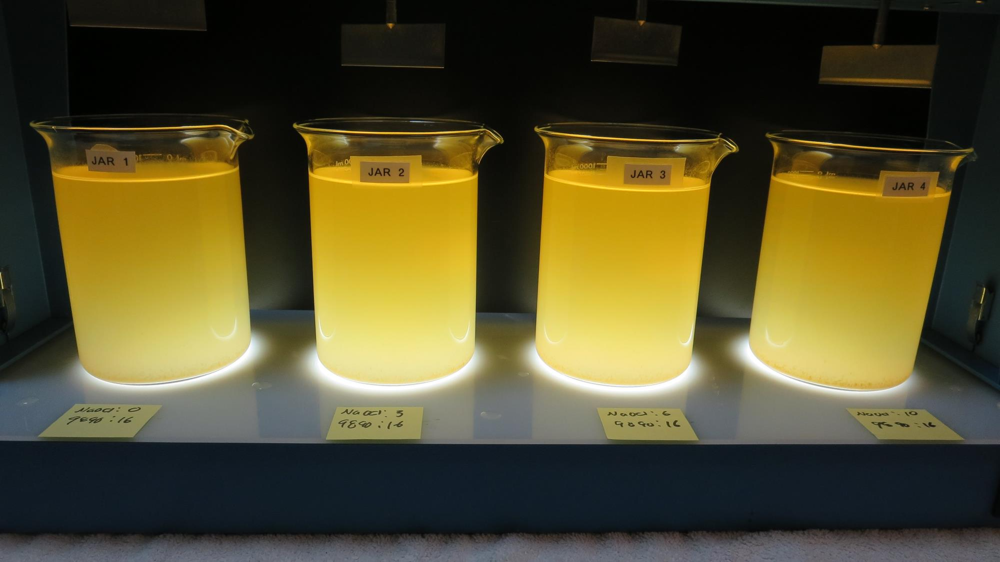 JAR 1
JAR 2
JAR 3
JAR 4
1000
NaOCl: 0
9890: 16
NaOCl: 3
9890: 16
NaOCl: 6
9890: 16
NaOCl: 10
9890: 16